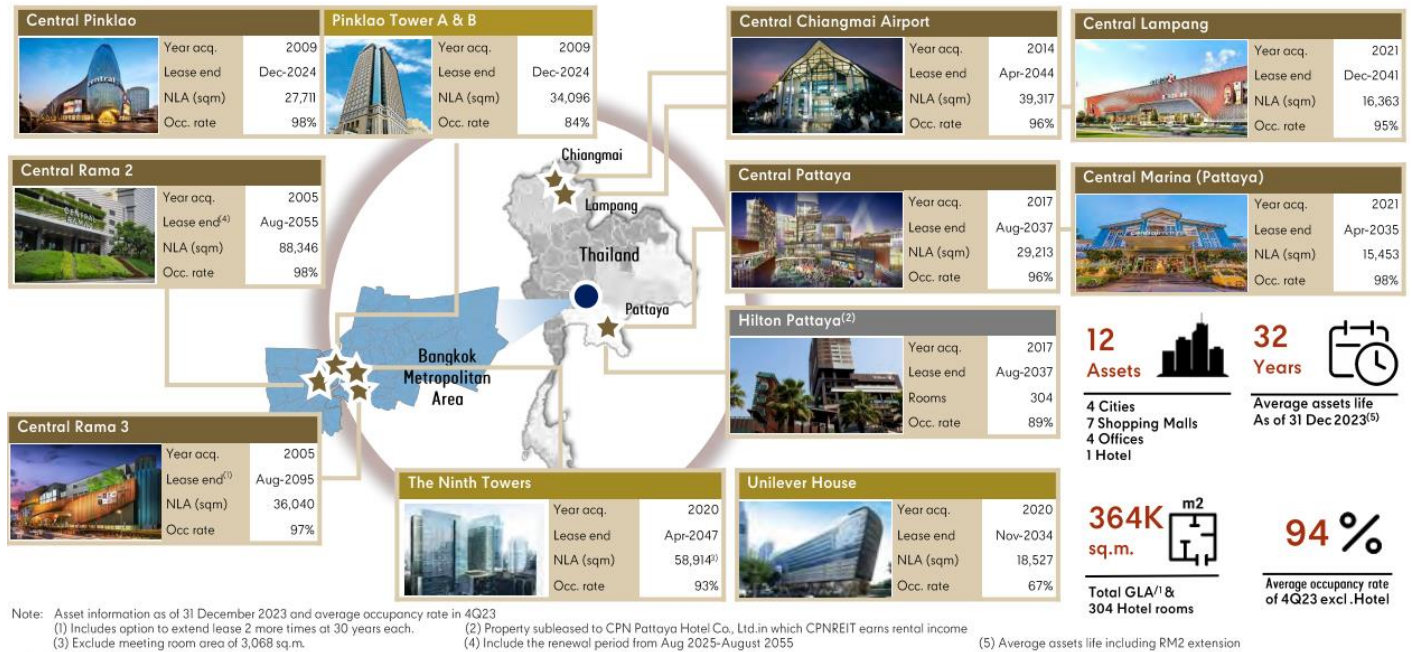 Central Pinklao
Year acq. 2009
Lease end Dec-2024
NLA (sqm) 27,711
Occ. rate 98%
Pinklao Tower A & B
Year acq. 2009
Lease end Dec-2024
NLA (sqm) 34,096
Occ. rate 84%
Central Chiangmai Airport
Year acq. 2014
Lease end Apr-2044
NLA (sqm) 39,317
Occ. rate 96%
Central Lampang
Year acq. 2021
Lease end Dec-2041
NLA (sqm) 16,363
Occ. rate 95%
Central Rama 2
Year acq. 2005
Lease end(4) Aug-2055
NLA (sqm) 88,346
Occ. rate 98%
Chiangmai
Lampang
Thailand
Pattaya
Bangkok
Metropolitan
Area
Central Pattaya
Year acq. 2017
Lease end Aug-2037
NLA (sqm) 29,213
Occ. rate 96%
Central Marina (Pattaya)
Year acq. 2021
Lease end Apr-2035
NLA (sqm) 15,453
Occ. rate 98%
Hilton Pattaya(2)
Year acq. 2017
Lease end Aug-2037
Rooms 304
Occ. rate 89%
12
Assets
4 Cities
7 Shopping Malls
4 Offices
1 Hotel
32
Years
Average assets life
As of 31 Dec 2023(5)
Central Rama 3
Year acq. 2005
Lease end(1) Aug-2095
NLA (sqm) 36,040
Occ rate 97%
The Ninth Towers
Year acq. 2020
Lease end Apr-2047
NLA (sqm) 58,914(3)
Occ. rate 93%
Unilever House
Year acq. 2020
Lease end Nov-2034
NLA (sqm) 18,527
Occ. rate 67%
364K
sq.m.
m2
Total GLA/1 &
304 Hotel rooms
94 %
Average occupancy rate
of 4Q23 excl.Hotel
Note: Asset information as of 31 December 2023 and average occupancy rate in 4Q23
(1) Includes option to extend lease 2 more times at 30 years each.
(2) Property subleased to CPN Pattaya Hotel Co., Ltd.in which CPNREIT earns rental income
(3) Exclude meeting room area of 3,068 sq.m.
(4) Include the renewal period from Aug 2025-August 2055
(5) Average assets life including RM2 extension